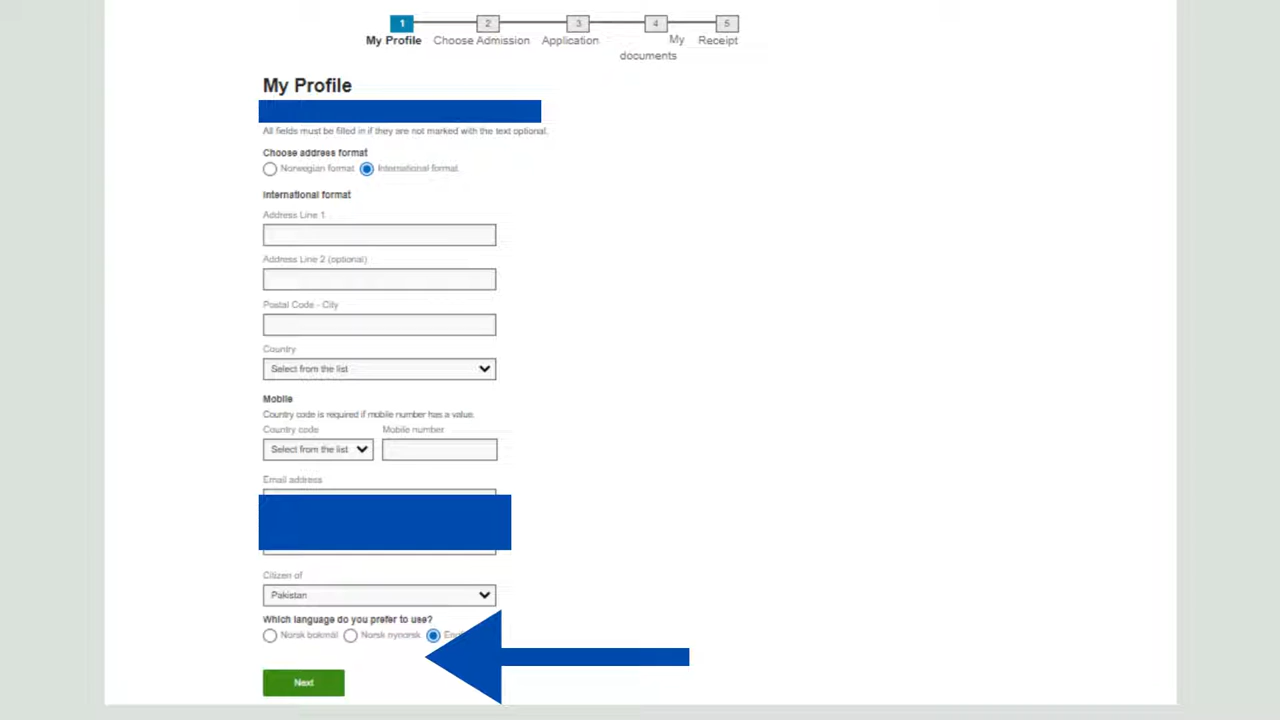 1 2 3 4 5
My Profile Choose Admission Application My documents Receipt
My Profile
All fields must be filled in if they are not marked with the text optional.
Choose address format
Norwegian format International format
International format
Address Line 1
Address Line 2 (optional)
Postal Code - City
Country
Select from the list
Mobile
Country code is required if mobile number has a value.
Country code Mobile number
Select from the list
Email address
Citizen of
Pakistan
Which language do you prefer to use?
Norsk bokmål Norsk nynorsk
Next